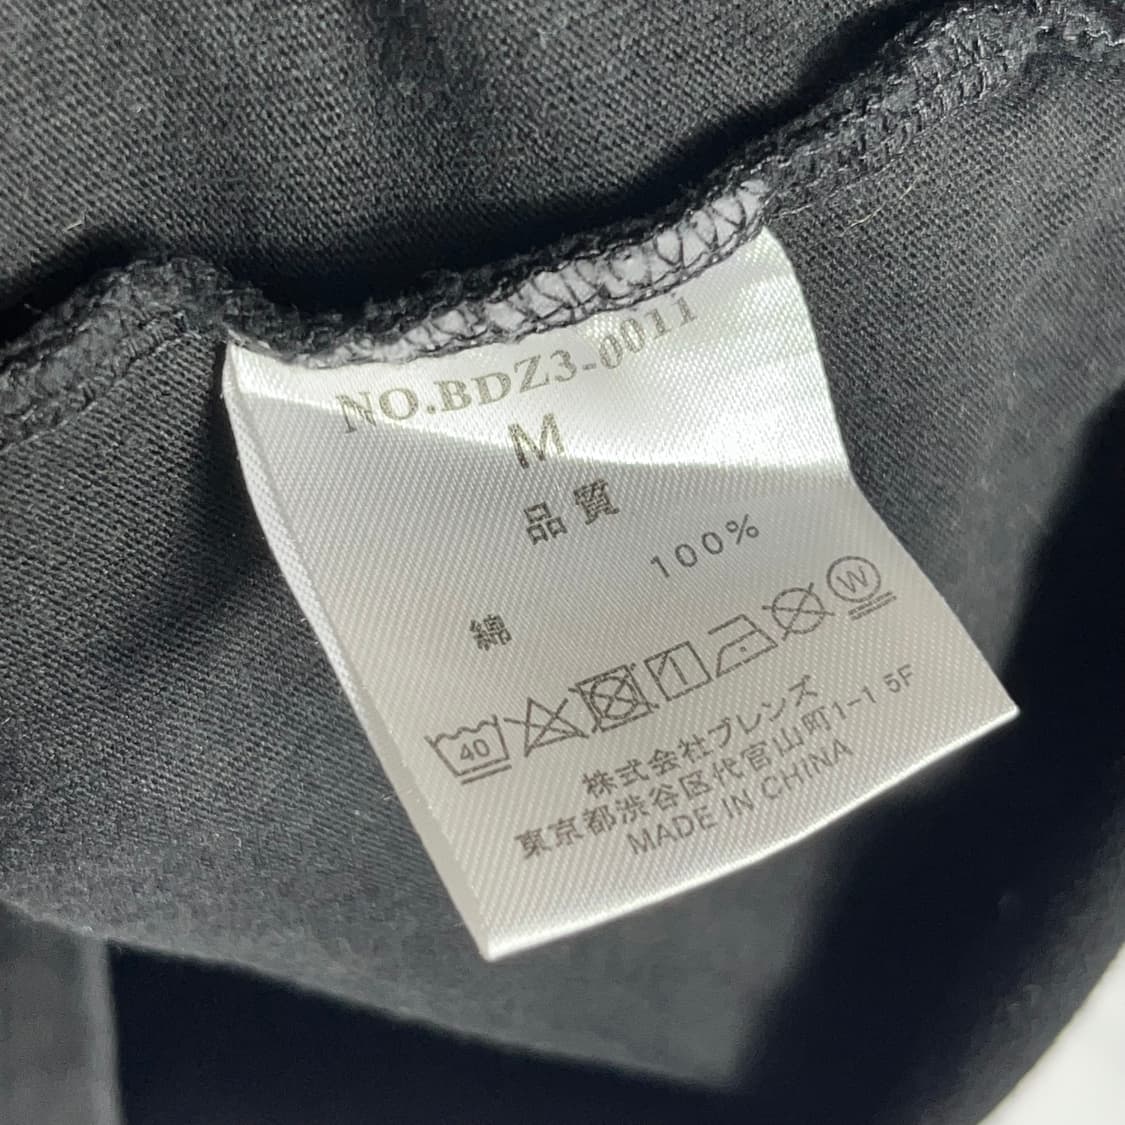 NO.BDZ3-0011
M
品質
綿 100%
40
W
株式会社ブレンズ
東京都渋谷区代官山町1-1 5F
MADE IN CHINA